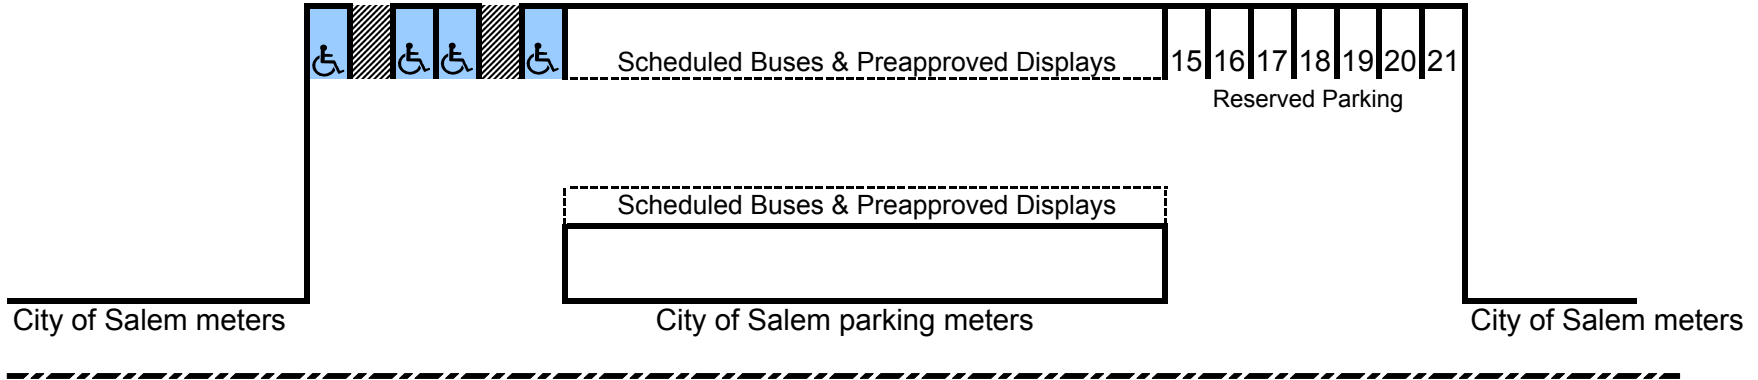 Scheduled Buses & Preapproved Displays
15 16 17 18 19 20 21
Reserved Parking
Scheduled Buses & Preapproved Displays
City of Salem meters
City of Salem parking meters
City of Salem meters